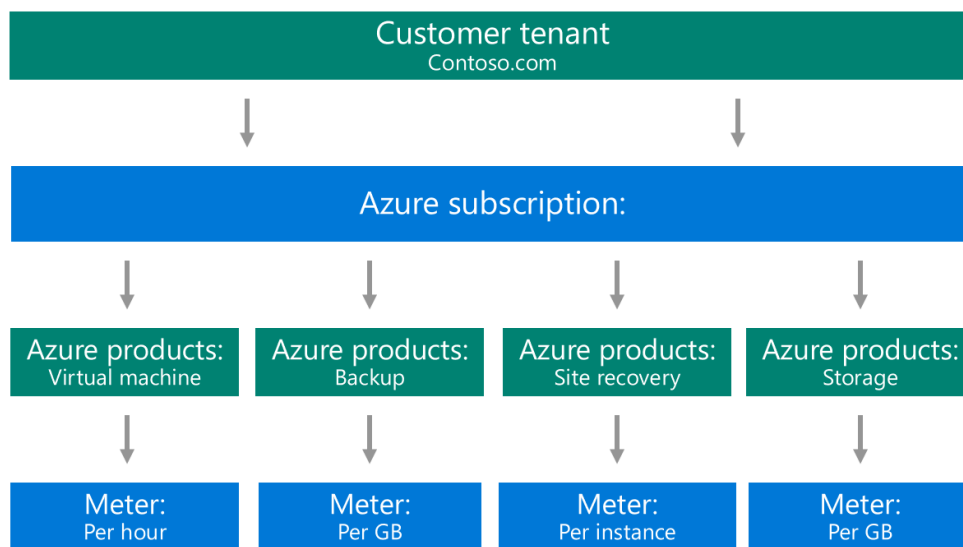 Customer tenant
Contoso.com
Azure subscription:
Azure products:
Virtual machine
Azure products:
Backup
Azure products:
Site recovery
Azure products:
Storage
Meter:
Per hour
Meter:
Per GB
Meter:
Per instance
Meter:
Per GB